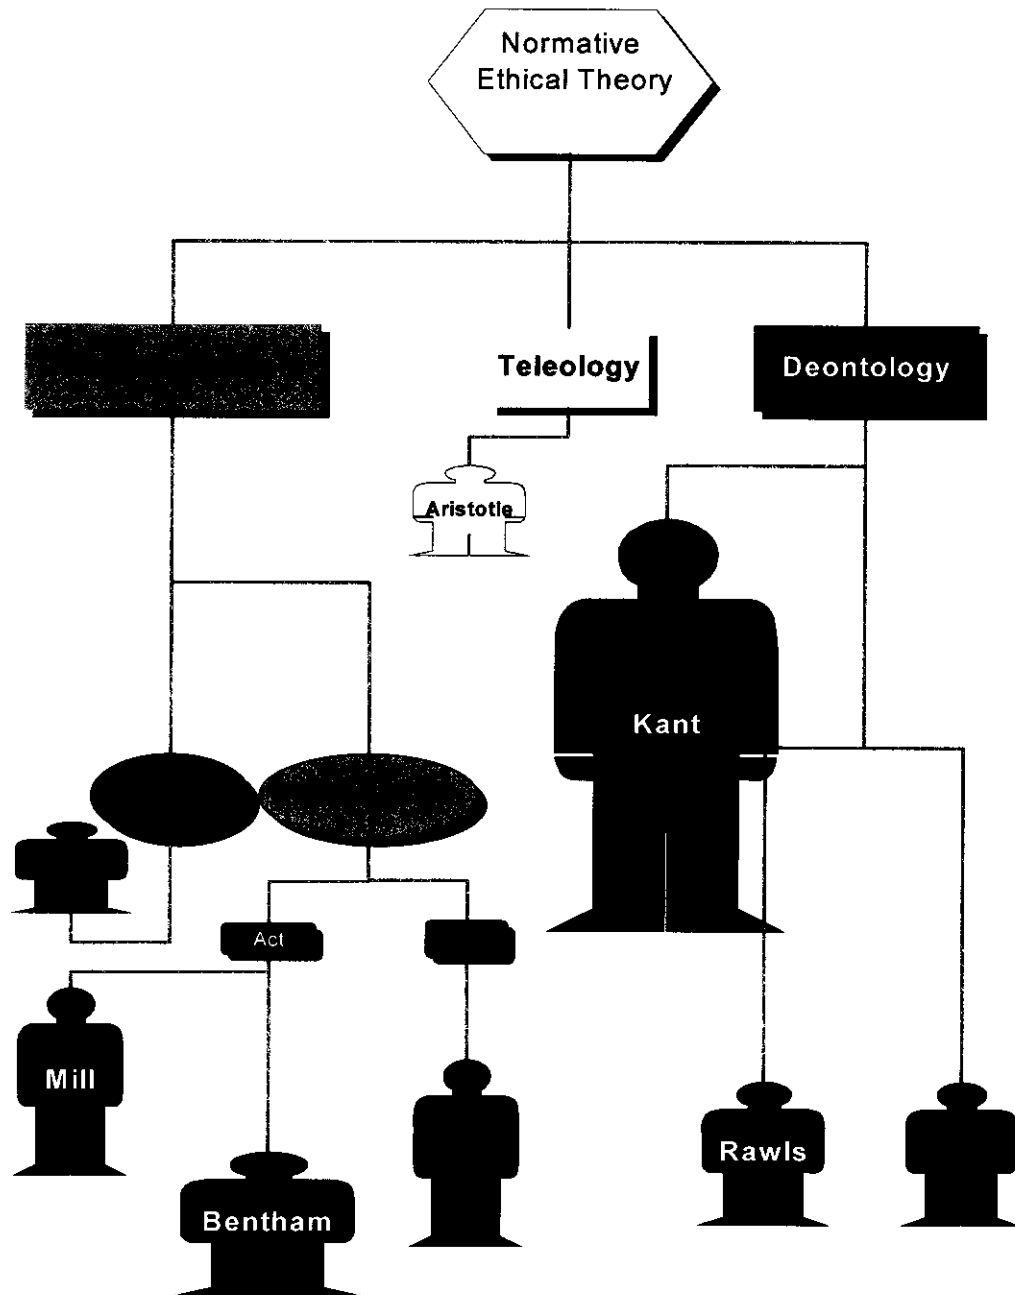 Normative
Ethical Theory
Teleology
Deontology
Aristotle
Kant
Act
Mill
Rawls
Bentham